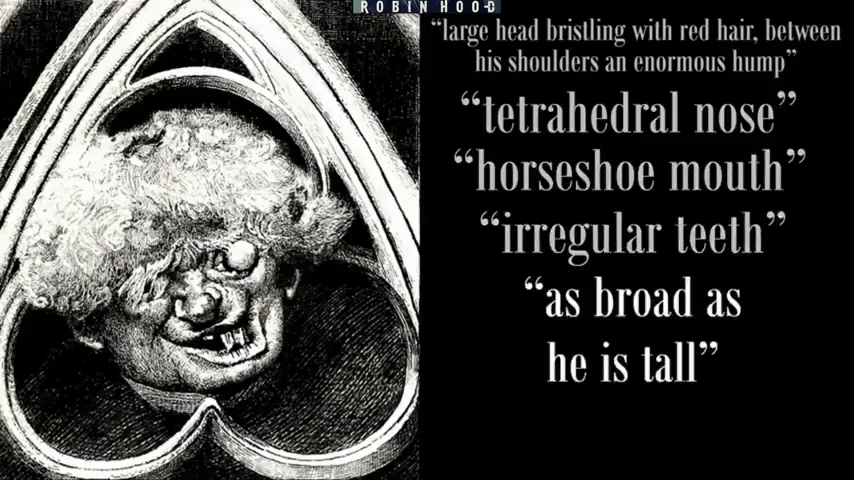 ROBIN HOOD
“large head bristling with red hair, between
his shoulders an enormous hump”
“tetrahedral nose”
“horseshoe mouth”
“irregular teeth”
“as broad as
he is tall”